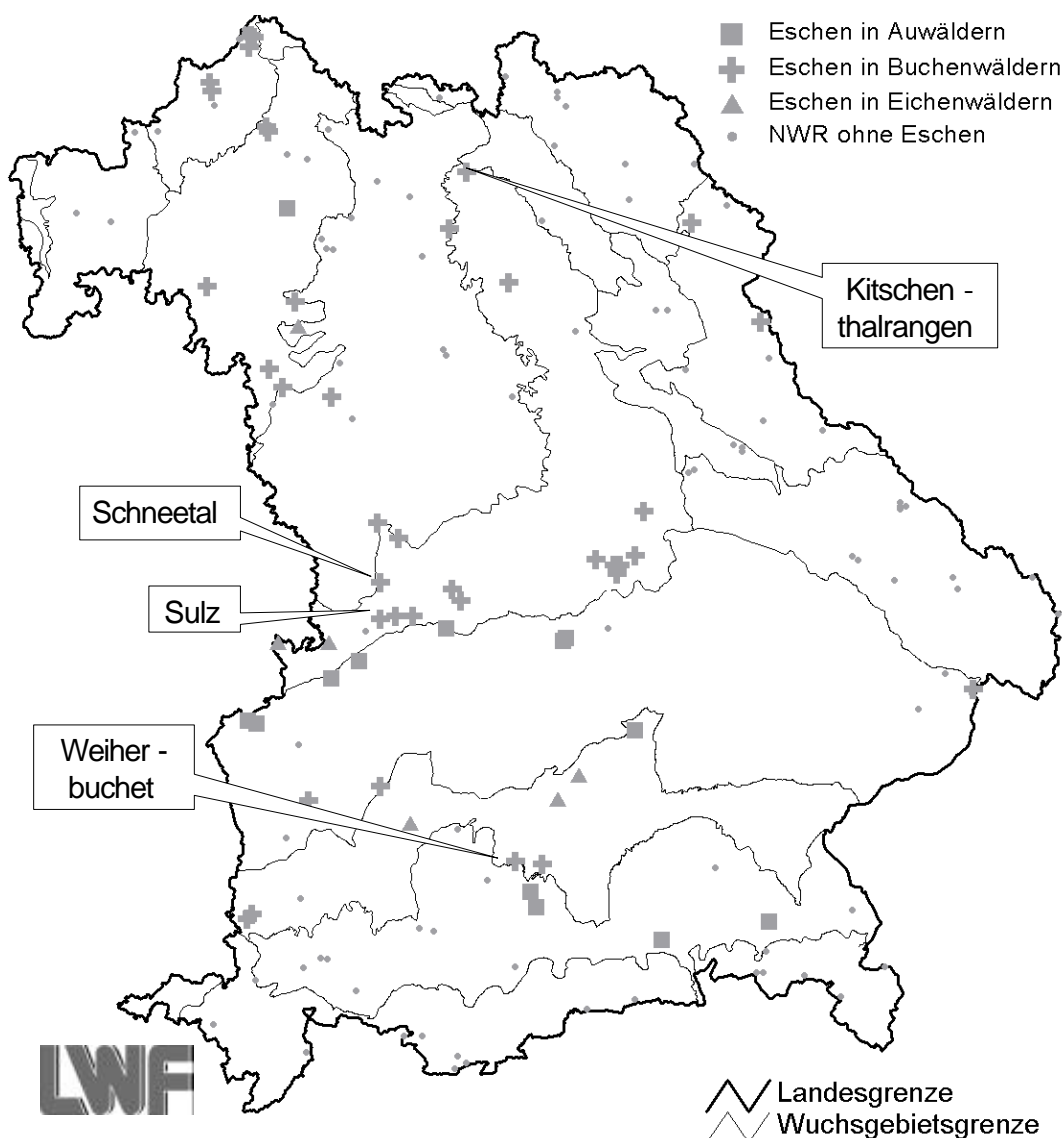 Eschen in Auwäldern
Eschen in Buchenwäldern
Eschen in Eichenwäldern
NWR ohne Eschen
Kitschen -
thalrangen
Schneetal
Sulz
Weiher -
buchet
LWF
Landesgrenze
Wuchsgebietsgrenze